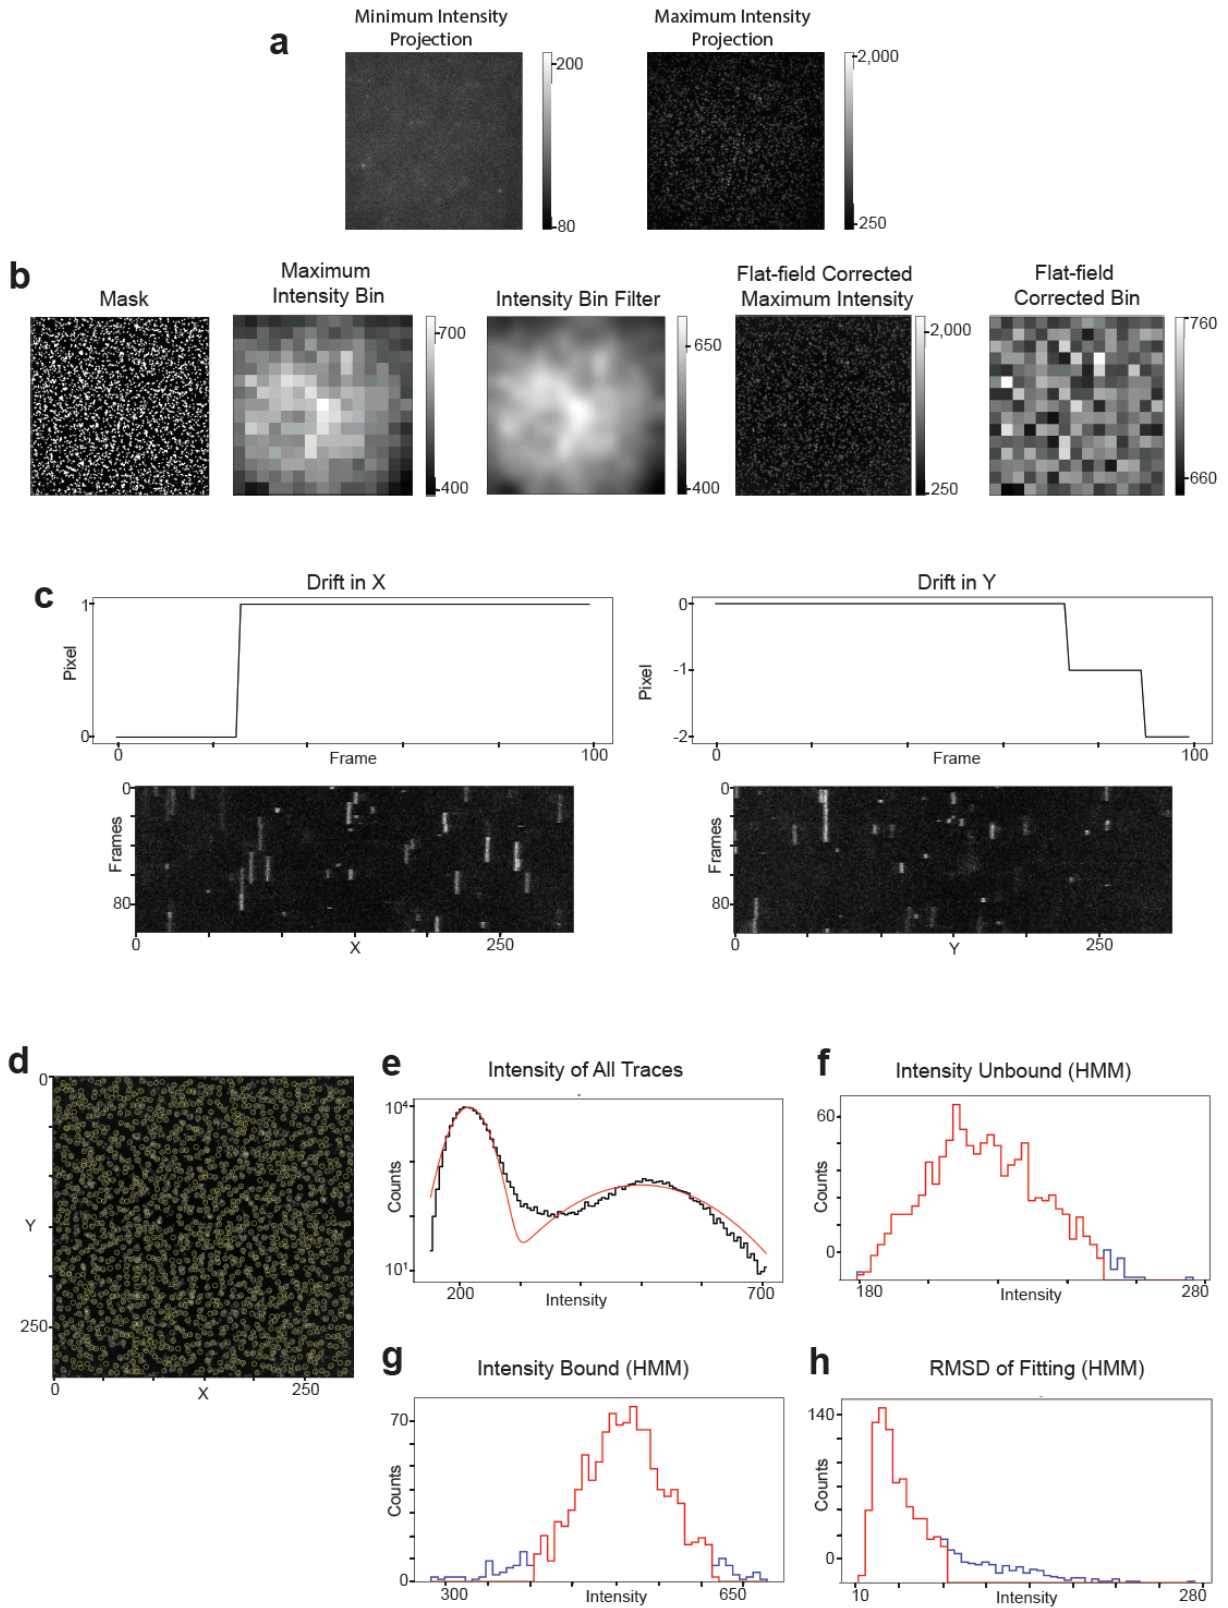 a
Minimum Intensity
Projection
200
80
Maximum Intensity
Projection
2,000
250
b
Mask
Maximum
Intensity Bin
700
400
Intensity Bin Filter
650
400
Flat-field Corrected
Maximum Intensity
2,000
250
Flat-field
Corrected Bin
760
660
c
Drift in X
1
Pixel
0
0
Frame
100
Drift in Y
0
-1
Pixel
-2
0
Frame
100
0
Frames
80
0
X
250
0
Frames
80
0
Y
250
d
0
Y
250
0
X
250
e
Intensity of All Traces
10⁴
Counts
10¹
200
Intensity
700
f
Intensity Unbound (HMM)
60
Counts
0
180
Intensity
280
g
Intensity Bound (HMM)
70
Counts
0
300
Intensity
650
h
RMSD of Fitting (HMM)
140
Counts
0
10
Intensity
280